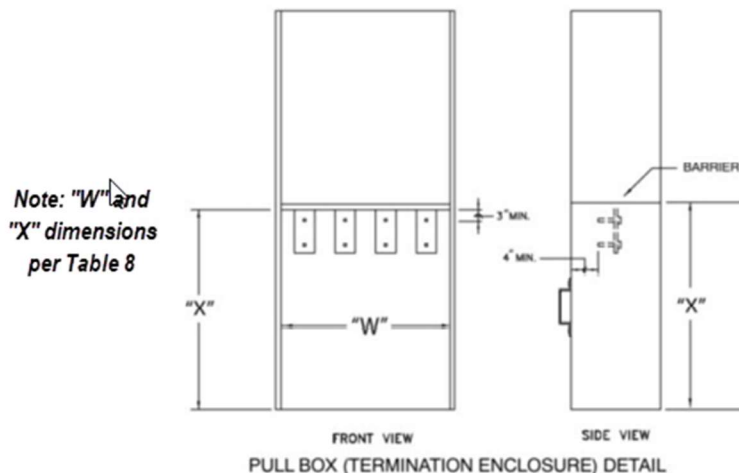 Note: "W" and
"X" dimensions
per Table 8
BARRIER
3" MIN.
4" MIN.
"X"
"W"
"X"
FRONT VIEW
SIDE VIEW
PULL BOX (TERMINATION ENCLOSURE) DETAIL